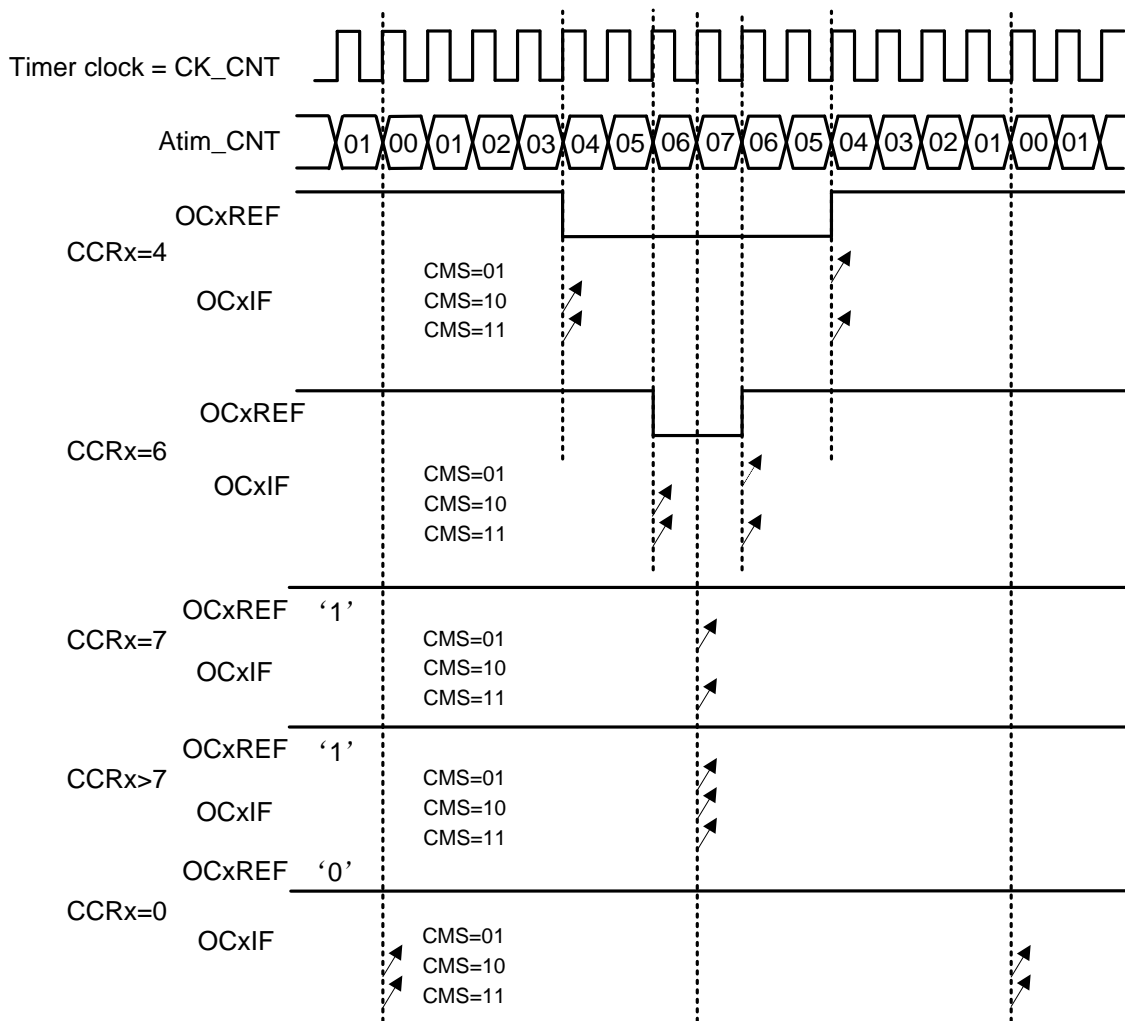 Timer clock = CK_CNT
Atim_CNT 01 00 01 02 03 04 05 06 07 06 05 04 03 02 01 00 01
OCxREF
CCRx=4
CMS=01
OCxIF
CMS=10
CMS=11
OCxREF
CCRx=6
CMS=01
OCxIF
CMS=10
CMS=11
OCxREF ‘1’
CCRx=7
CMS=01
OCxIF
CMS=10
CMS=11
OCxREF ‘1’
CCRx>7
CMS=01
OCxIF
CMS=10
CMS=11
OCxREF ‘0’
CCRx=0
CMS=01
OCxIF
CMS=10
CMS=11